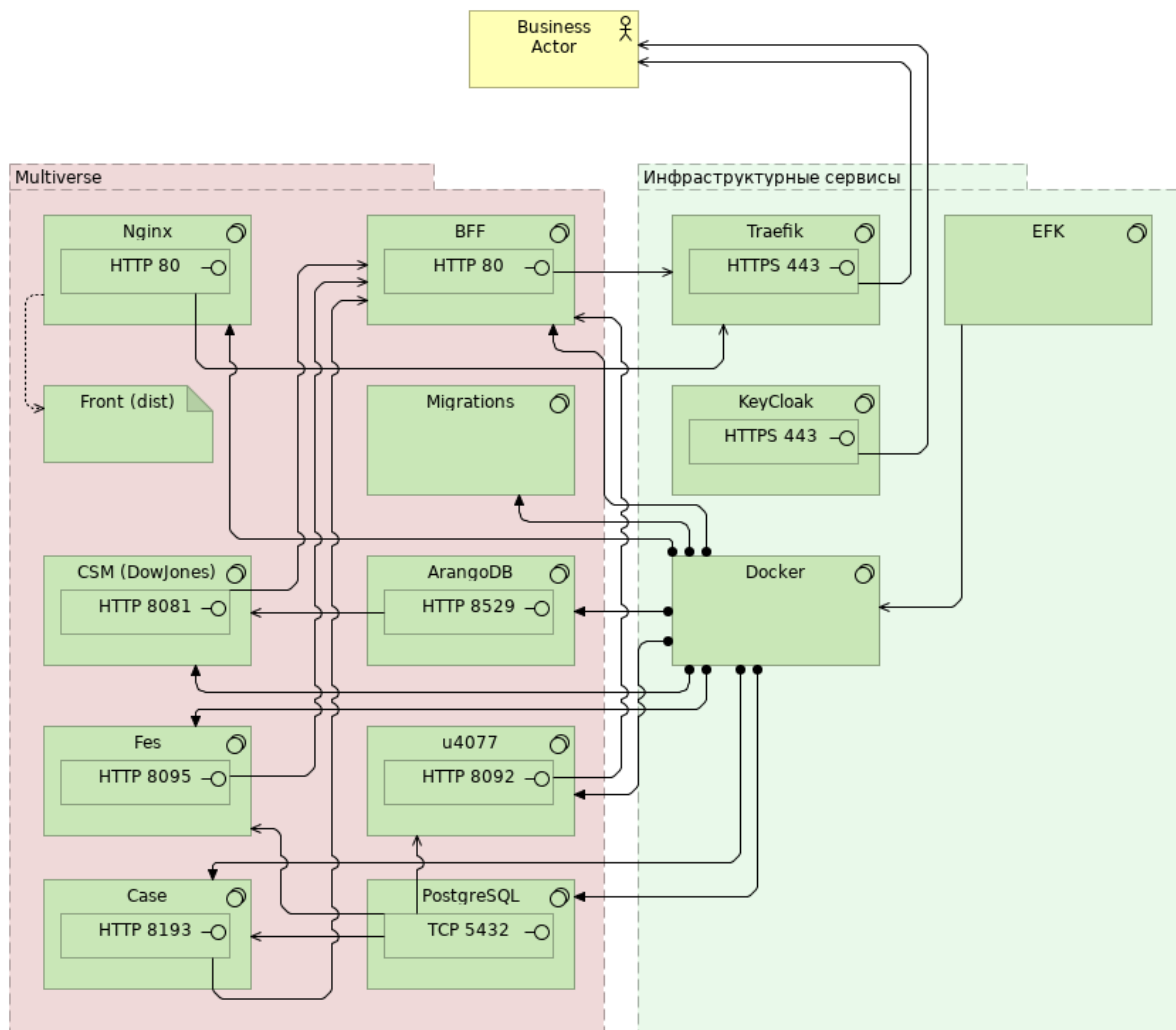 Business
Actor
Multiverse
Инфраструктурные сервисы
Nginx
HTTP 80
BFF
HTTP 80
Traefik
HTTPS 443
EFK
Front (dist)
Migrations
KeyCloak
HTTPS 443
CSM (DowJones)
HTTP 8081
ArangoDB
HTTP 8529
Docker
Fes
HTTP 8095
u4077
HTTP 8092
Case
HTTP 8193
PostgreSQL
TCP 5432